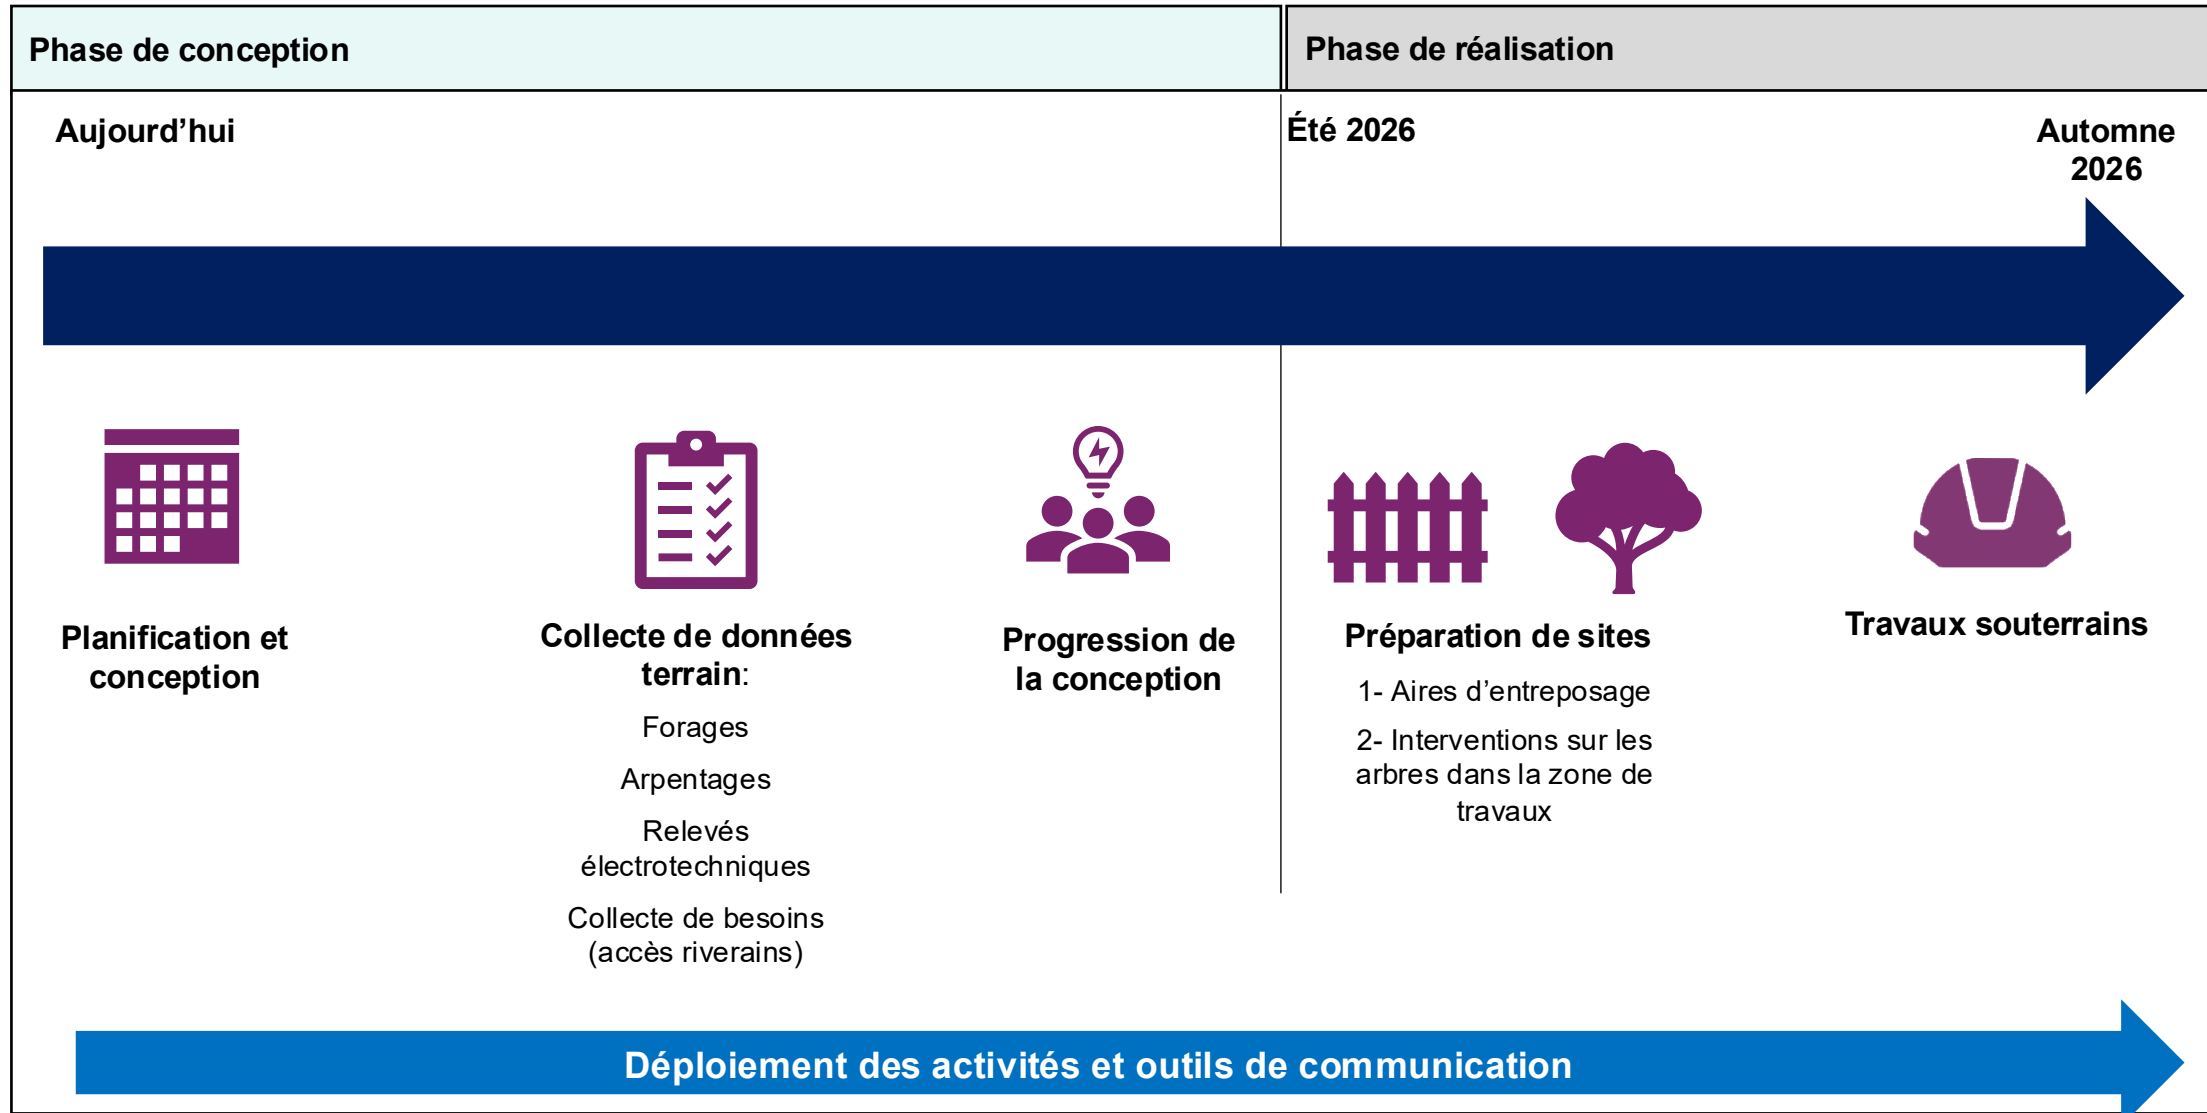 Phase de conception
Phase de réalisation
Aujourd’hui
Été 2026
Automne
2026
Planification et
conception
Collecte de données
terrain:
Forages
Arpentages
Relevés
électrotechniques
Collecte de besoins
(accès riverains)
Progression de
la conception
Préparation de sites
1- Aires d’entreposage
2- Interventions sur les
arbres dans la zone de
travaux
Travaux souterrains
Déploiement des activités et outils de communication